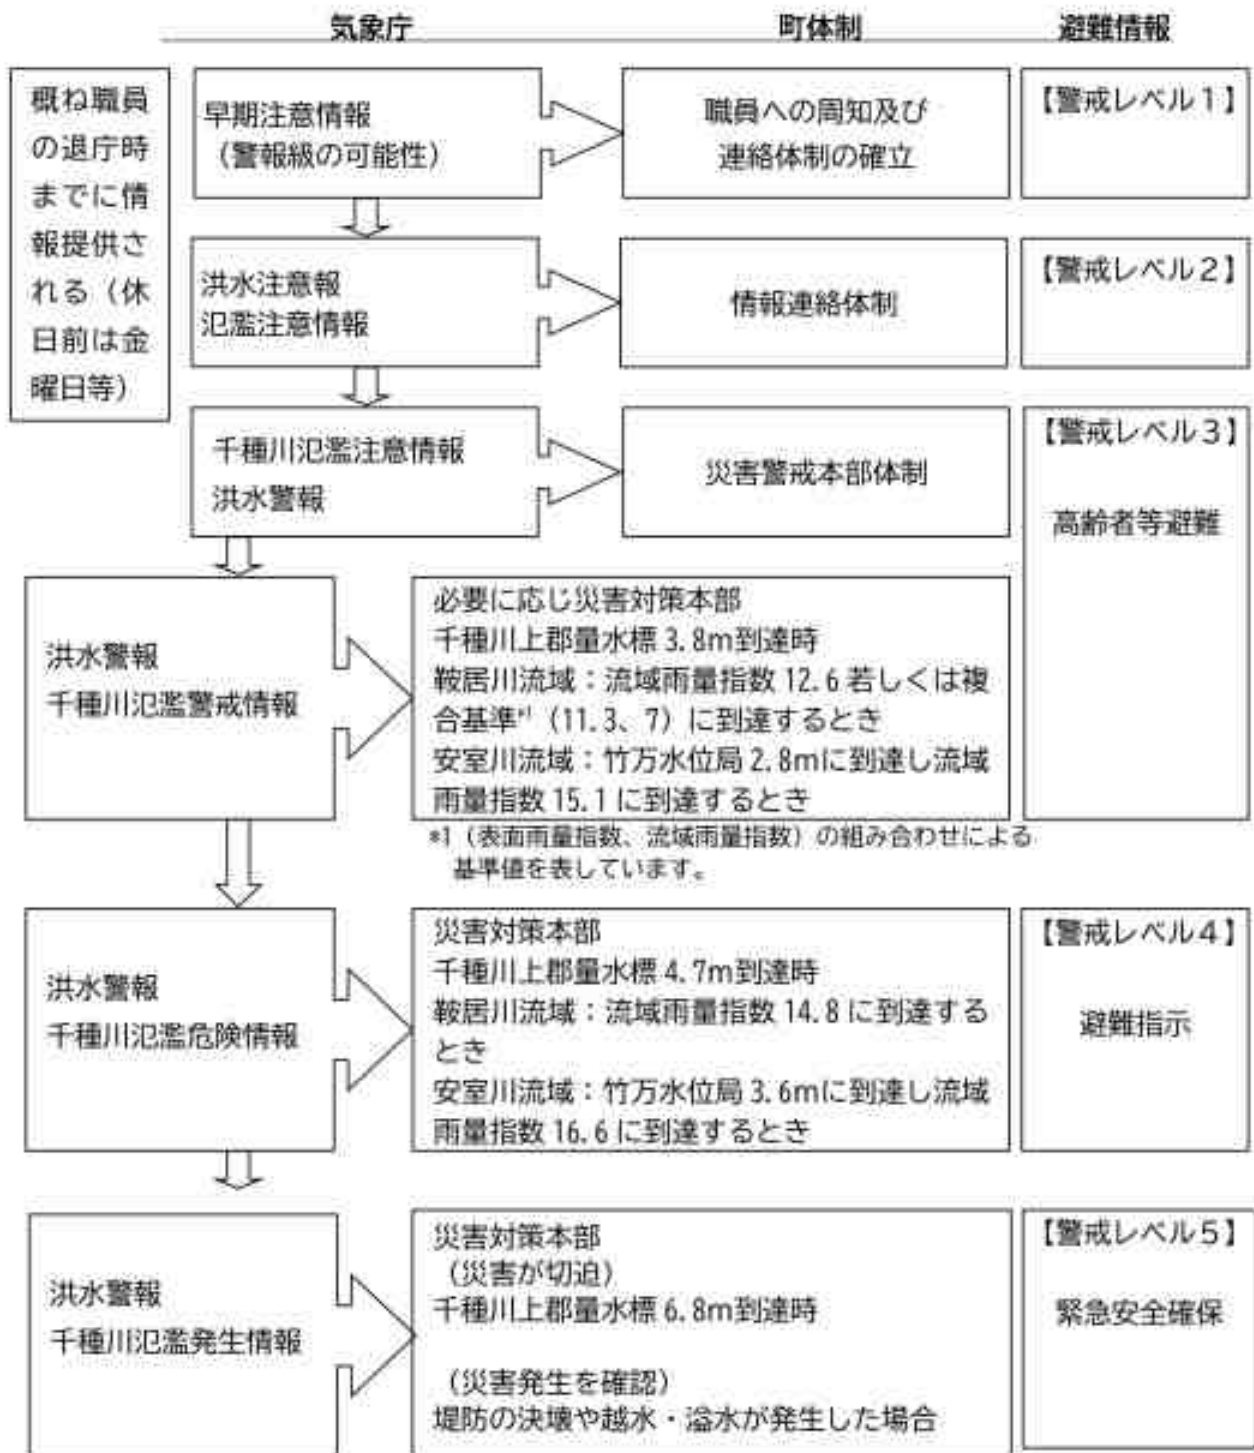 気象庁 町体制 避難情報
概ね職員
の退庁時
までに情
報提供さ
れる（休
日前は金
曜日等）
早期注意情報
（警報級の可能性）
職員への周知及び
連絡体制の確立
【警戒レベル１】
洪水注意報
氾濫注意情報
情報連絡体制
【警戒レベル２】
千種川氾濫注意情報
洪水警報
災害警戒本部体制
【警戒レベル３】
高齢者等避難
洪水警報
千種川氾濫警戒情報
必要に応じ災害対策本部
千種川上郡量水標 3.8m到達時
鞍居川流域：流域雨量指数 12.6 若しくは複
合基準*1（11.3、7）に到達するとき
安室川流域：竹万水位局 2.8mに到達し流域
雨量指数 15.1 に到達するとき
*1（表面雨量指数、流域雨量指数）の組み合わせによる
基準値を表しています。
洪水警報
千種川氾濫危険情報
災害対策本部
千種川上郡量水標 4.7m到達時
鞍居川流域：流域雨量指数 14.8 に到達する
とき
安室川流域：竹万水位局 3.6mに到達し流域
雨量指数 16.6 に到達するとき
【警戒レベル４】
避難指示
洪水警報
千種川氾濫発生情報
災害対策本部
（災害が切迫）
千種川上郡量水標 6.8m到達時
（災害発生を確認）
堤防の決壊や越水・溢水が発生した場合
【警戒レベル５】
緊急安全確保